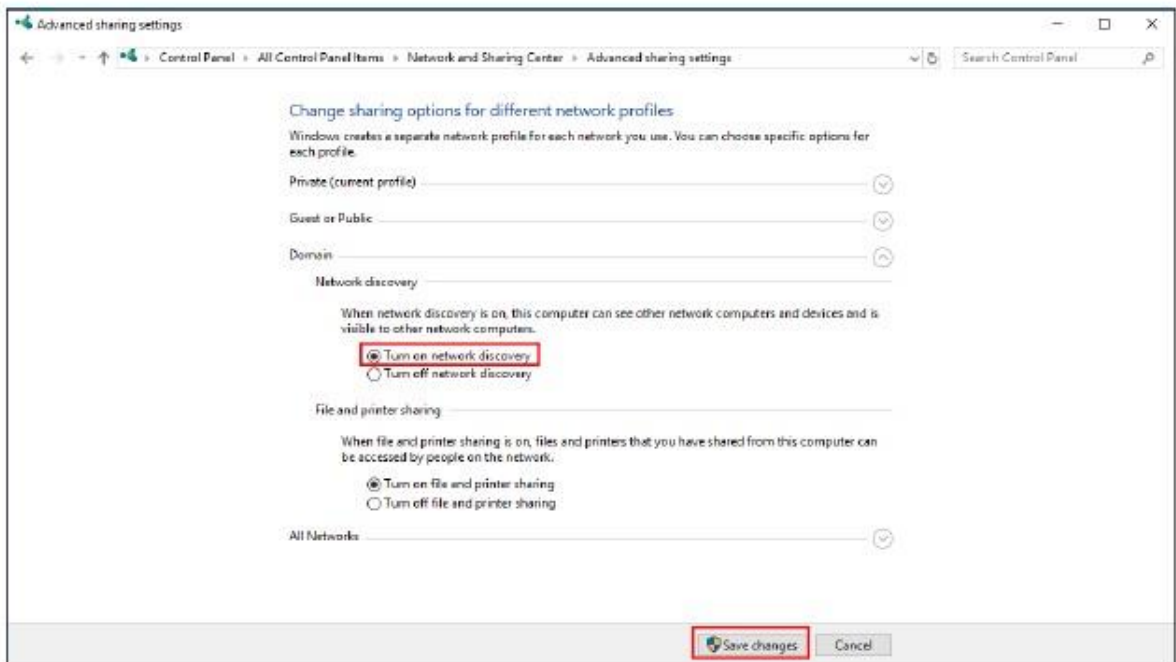 Advanced sharing settings
Control Panel › All Control Panel Items › Network and Sharing Center › Advanced sharing settings
Search Control Panel
Change sharing options for different network profiles
Windows creates a separate network profile for each network you use. You can choose specific options for
each profile.
Private (current profile)
Guest or Public
Domain
Network discovery
When network discovery is on, this computer can see other network computers and devices and is
visible to other network computers.
Turn on network discovery
Turn off network discovery
File and printer sharing
When file and printer sharing is on, files and printers that you have shared from this computer can
be accessed by people on the network.
Turn on file and printer sharing
Turn off file and printer sharing
All Networks
Save changes
Cancel